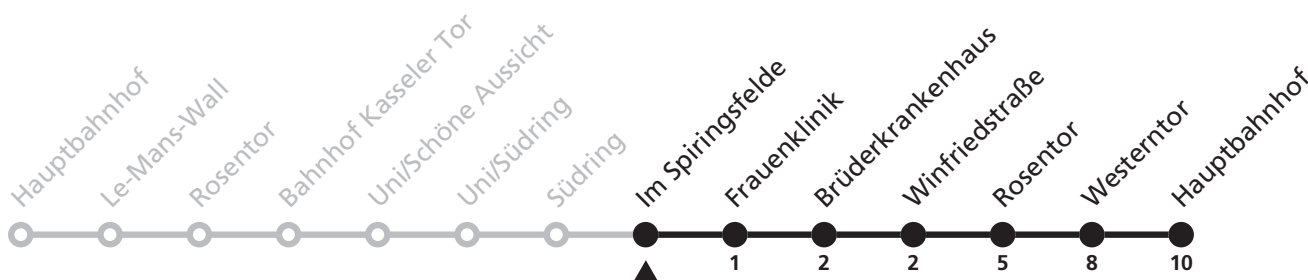 Hauptbahnhof
Le-Mans-Wall
Rosentor
Bahnhof Kasseler Tor
Uni/Schöne Aussicht
Uni/Südring
Südring
Im Spiringsfelde
Frauenklinik
Brüderkrankenhaus
Winfriedstraße
Rosentor
Westerntor
Hauptbahnhof
1 2 2 5 8 10